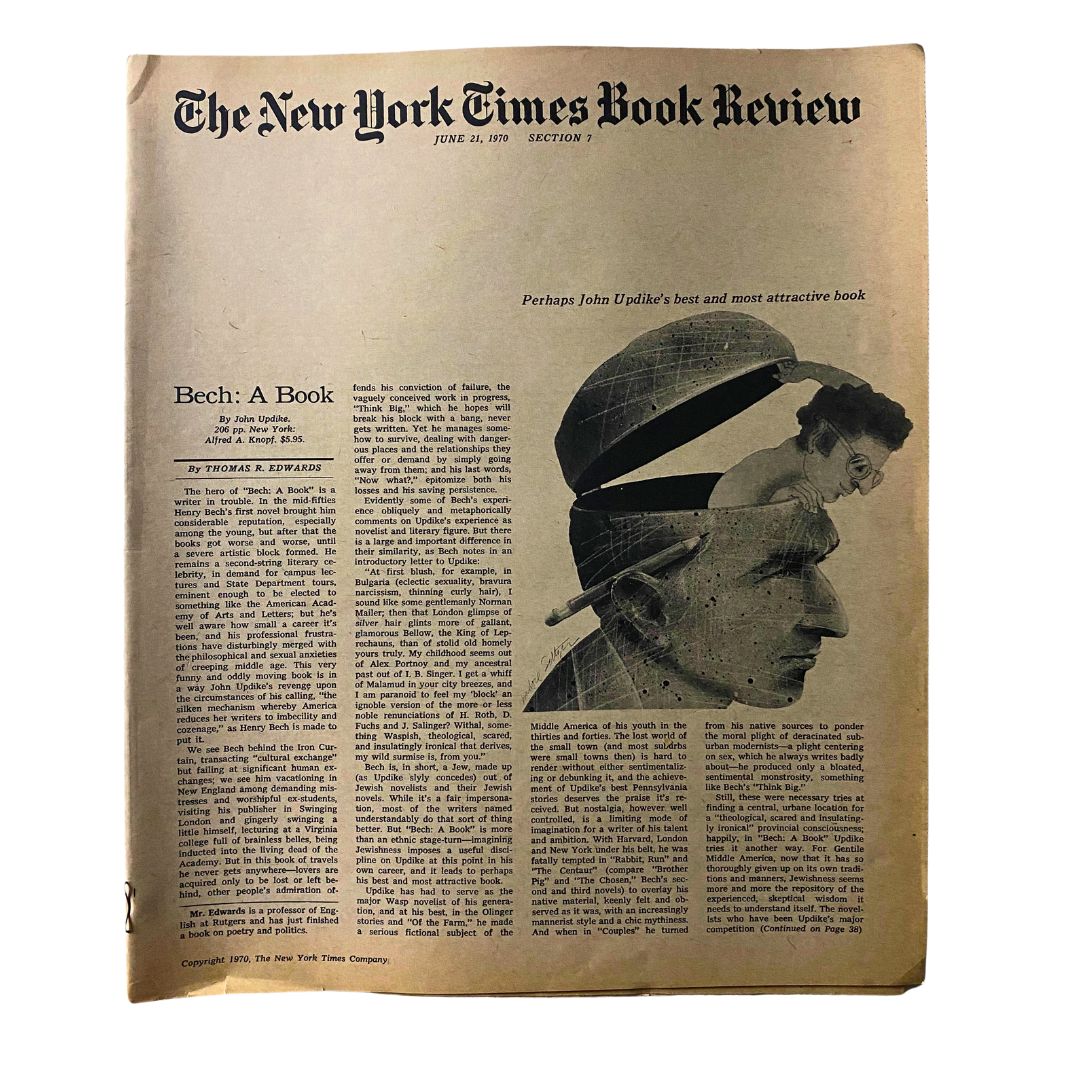 The New York Times Book Review
JUNE 21, 1970 SECTION 7
Perhaps John Updike's best and most attractive book
Bech: A Book
By John Updike.
206 pp. New York:
Alfred A. Knopf. $5.95.
By THOMAS R. EDWARDS
The hero of "Bech: A Book" is a
writer in trouble. In the mid-fifties
Henry Bech's first novel brought him
considerable reputation, especially
among the young, but after that the
books got worse and worse, until
a severe artistic block formed. He
remains a second-string literary ce-
lebrity, in demand for campus lec-
tures and State Department tours,
eminent enough to be elected to
something like the American Acad-
emy of Arts and Letters; but he's
well aware how small a career it's
been, and his professional frustra-
tions have disturbingly merged with
the philosophical and sexual anxieties
of creeping middle age. This very
funny and oddly moving book is in
a way John Updike's revenge upon
the circumstances of his calling, "the
silken mechanism whereby America
reduces her writers to imbecility and
cozenage," as Henry Bech is made to
put it.
We see Bech behind the Iron Cur-
tain, transacting "cultural exchange"
but failing at significant human ex-
changes; we see him vacationing in
New England among demanding mis-
tresses and worshipful ex-students,
visiting his publisher in Swinging
London and gingerly swinging a
little himself, lecturing at a Virginia
college full of brainless belles, being
inducted into the living dead of the
Academy. But in this book of travels
he never gets anywhere—lovers are
acquired only to be lost or left be-
hind, other people's admiration of-
Mr. Edwards is a professor of Eng-
lish at Rutgers and has just finished
a book on poetry and politics.
Copyright 1970, The New York Times Company
fends his conviction of failure, the
vaguely conceived work in progress,
"Think Big," which he hopes will
break his block with a bang, never
gets written. Yet he manages some-
how to survive, dealing with danger-
ous places and the relationships they
offer or demand by simply going
away from them; and his last words,
"Now what?," epitomize both his
losses and his saving persistence.
Evidently some of Bech's experi-
ence obliquely and metaphorically
comments on Updike's experience as
novelist and literary figure. But there
is a large and important difference in
their similarity, as Bech notes in an
introductory letter to Updike:
"At first blush, for example, in
Bulgaria (eclectic sexuality, bravura
narcissism, thinning curly hair), I
sound like some gentlemanly Norman
Mailer; then that London glimpse of
silver hair glints more of gallant,
glamorous Bellow, the King of Lep-
rechauns, than of stolid old homely
yours truly. My childhood seems out
of Alex Portnoy and my ancestral
past out of I. B. Singer. I get a whiff
of Malamud in your city breezes, and
I am paranoid to feel my 'block' an
ignoble version of the more or less
noble renunciations of H. Roth, D.
Fuchs and J. Salinger? Withal, some-
thing Waspish, theological, scared,
and insulatingly ironical that derives,
my wild surmise is, from you."
Bech is, in short, a Jew, made up
(as Updike slyly concedes) out of
Jewish novelists and their Jewish
novels. While it's a fair impersona-
tion, most of the writers named
understandably do that sort of thing
better. But "Bech: A Book" is more
than an ethnic stage-turn—imagining
Jewishness imposes a useful disci-
pline on Updike at this point in his
own career, and it leads to perhaps
his best and most attractive book.
Updike has had to serve as the
major Wasp novelist of his genera-
tion, and at his best, in the Olinger
stories and "Of the Farm," he made
a serious fictional subject of the
Middle America of his youth in the
thirties and forties. The lost world of
the small town (and most suburbs
were small towns then) is hard to
render without either sentimentaliz-
ing or debunking it, and the achieve-
ment of Updike's best Pennsylvania
stories deserves the praise it's re-
ceived. But nostalgia, however well
controlled, is a limiting mode of
imagination for a writer of his talent
and ambition. With Harvard, London
and New York under his belt, he was
fatally tempted in "Rabbit, Run" and
"The Centaur" (compare "Brother
Pig" and "The Chosen," Bech's sec-
ond and third novels) to overlay his
native material, keenly felt and ob-
served as it was, with an increasingly
mannerist style and a chic mythiness.
And when in "Couples" he turned
from his native sources to ponder
the moral plight of deracinated sub-
urban modernists—a plight centering
on sex, which he always writes badly
about—he produced only a bloated,
sentimental monstrosity, something
like Bech's "Think Big."
Still, these were necessary tries at
finding a central, urbane location for
a "theological, scared and insulating-
ly ironic" provincial consciousness;
happily, in "Bech: A Book" Updike
tries it another way. For Gentile
Middle America, now that it has so
thoroughly given up on its own tradi-
tions and manners, Jewishness seems
more and more the repository of the
experienced, skeptical wisdom it
needs to understand itself. The novel-
ists who have been Updike's major
competition (Continued on Page 38)